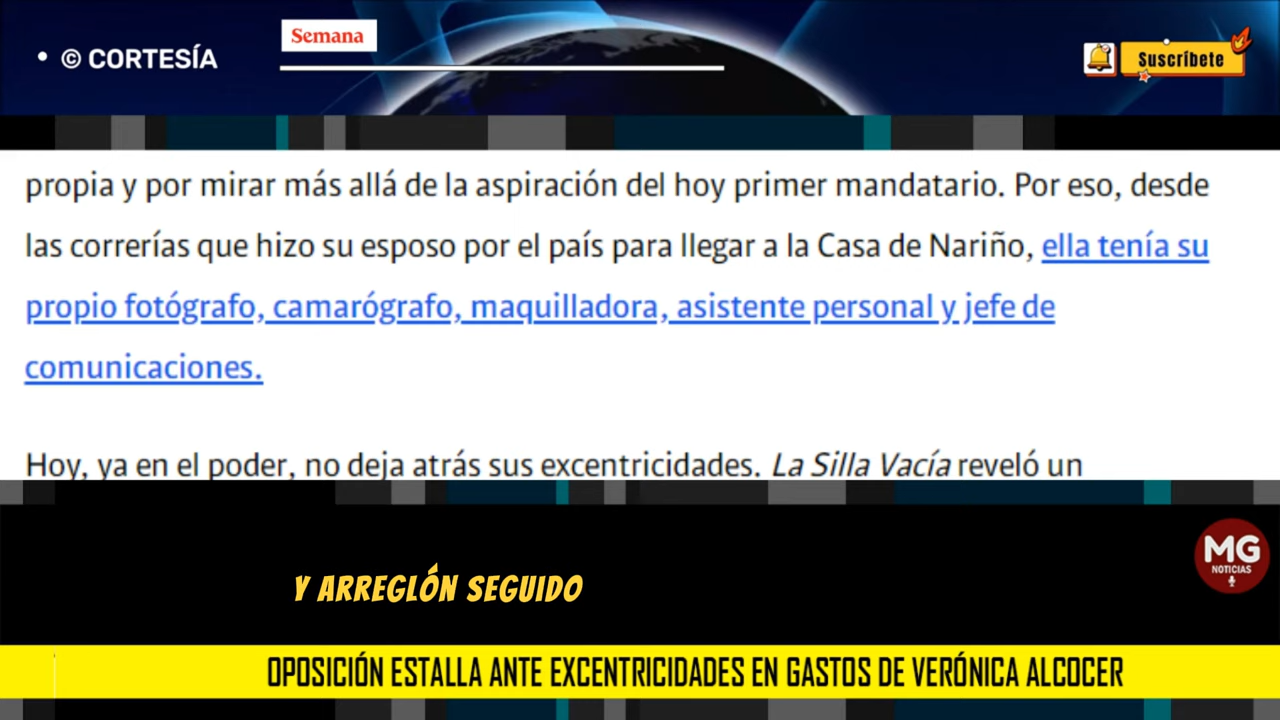 • © CORTESÍA
Semana
Suscríbete
propia y por mirar más allá de la aspiración del hoy primer mandatario. Por eso, desde
las correrías que hizo su esposo por el país para llegar a la Casa de Nariño, ella tenía su
propio fotógrafo, camarógrafo, maquilladora, asistente personal y jefe de
comunicaciones.
Hoy, ya en el poder, no deja atrás sus excentricidades. La Silla Vacía reveló un
MG
NOTICIAS
Y ARREGLÓN SEGUIDO
OPOSICIÓN ESTALLA ANTE EXCENTRICIDADES EN GASTOS DE VERÓNICA ALCOCER